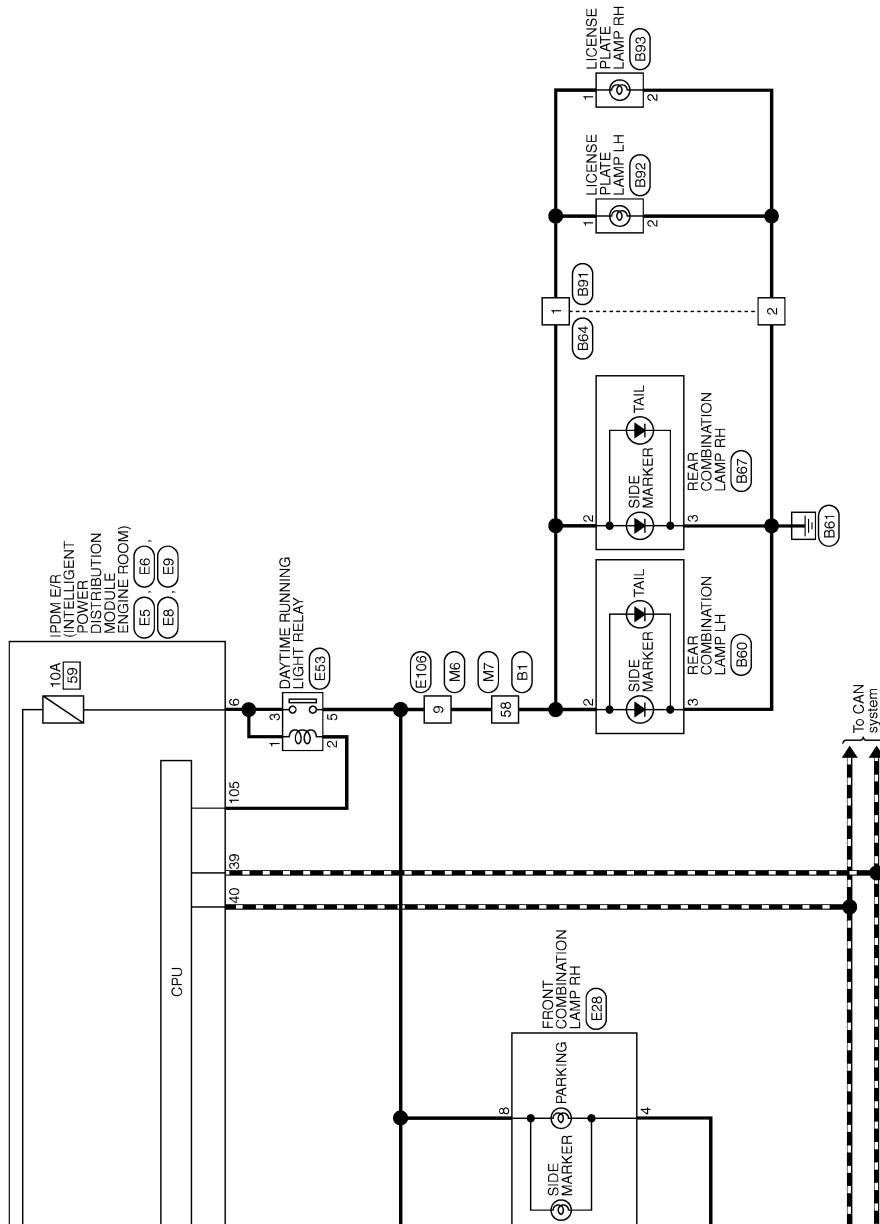 LICENSE
PLATE
LAMP RH
B93
1
2
LICENSE
PLATE
LAMP LH
B92
1
2
B91
1
B64
2
TAIL
SIDE
MARKER
REAR
COMBINATION
LAMP RH
B67
2
3
B61
TAIL
SIDE
MARKER
REAR
COMBINATION
LAMP LH
B60
2
3
IPDM E/R
(INTELLIGENT
POWER
DISTRIBUTION
MODULE
ENGINE ROOM)
E5 , E6 ,
E8 , E9
10A
59
6
DAYTIME RUNNING
LIGHT RELAY
E53
3
5
1
2
E106
9
M6
M7
58
B1
105
39
40
CPU
To CAN
system
FRONT
COMBINATION
LAMP RH
E28
PARKING
8
4
SIDE
MARKER